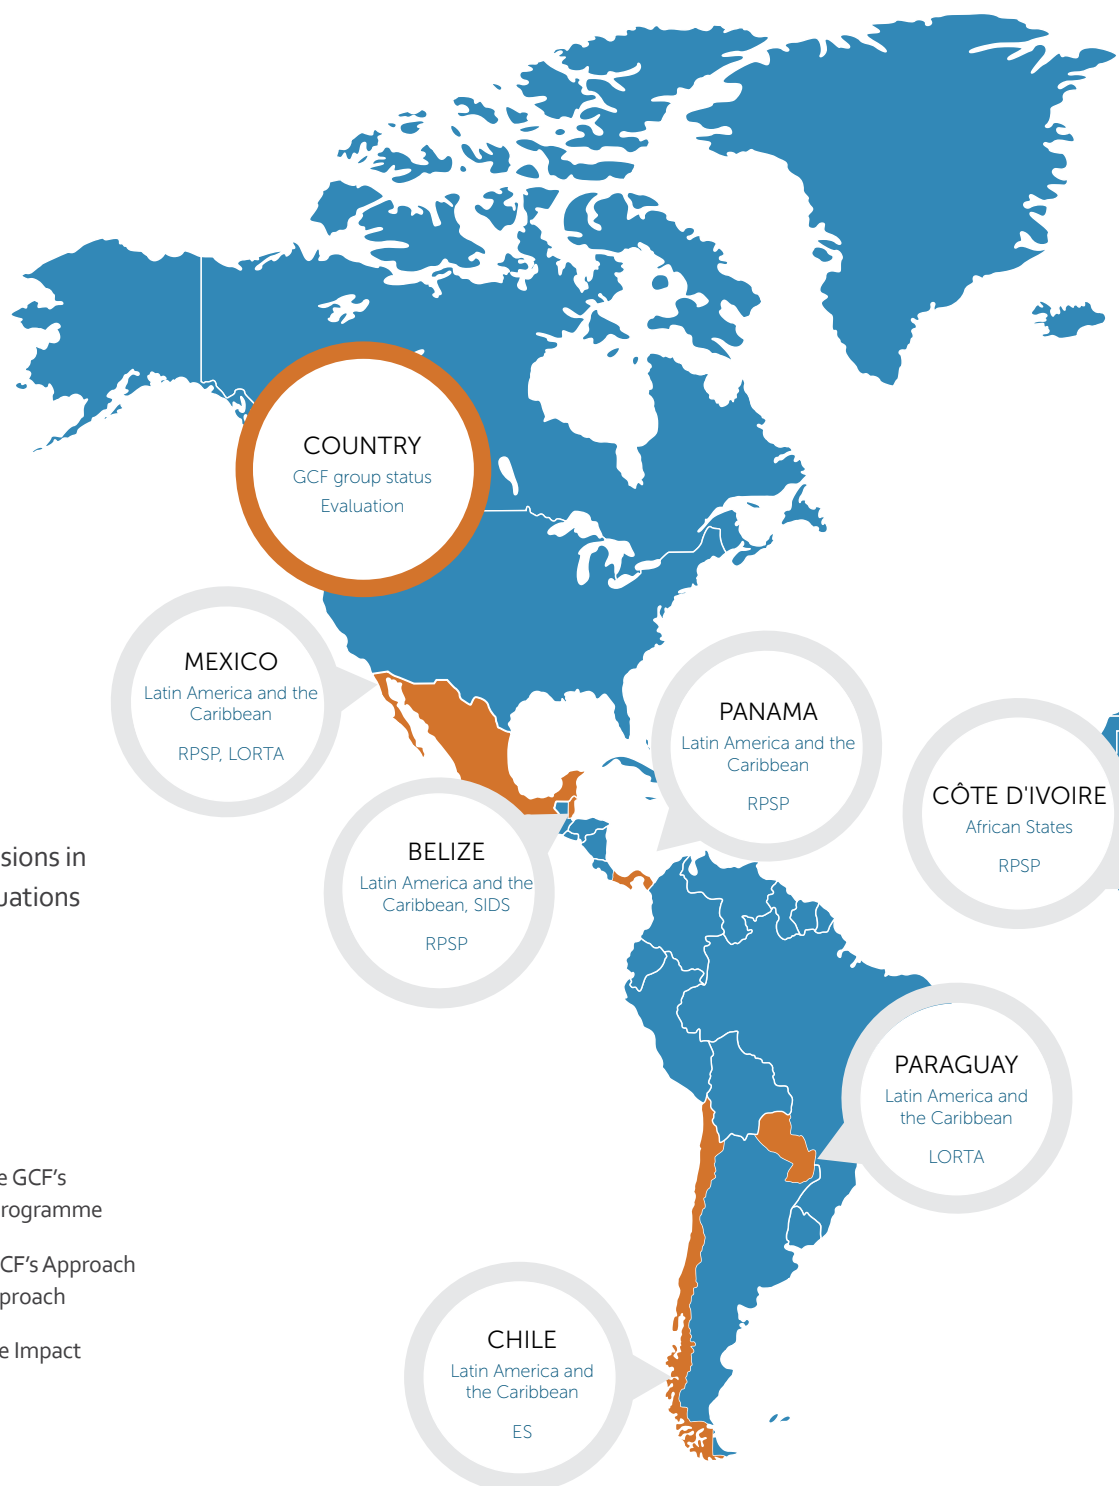 COUNTRY
GCF group status
Evaluation
MEXICO
Latin America and the
Caribbean
RPSP, LORTA
PANAMA
Latin America and the
Caribbean
RPSP
CÔTE D'IVOIRE
African States
RPSP
BELIZE
Latin America and the
Caribbean, SIDS
RPSP
sions in
uations
PARAGUAY
Latin America and
the Caribbean
LORTA
e GCF's
rogramme
CF's Approach
proach
e Impact
CHILE
Latin America and
the Caribbean
ES